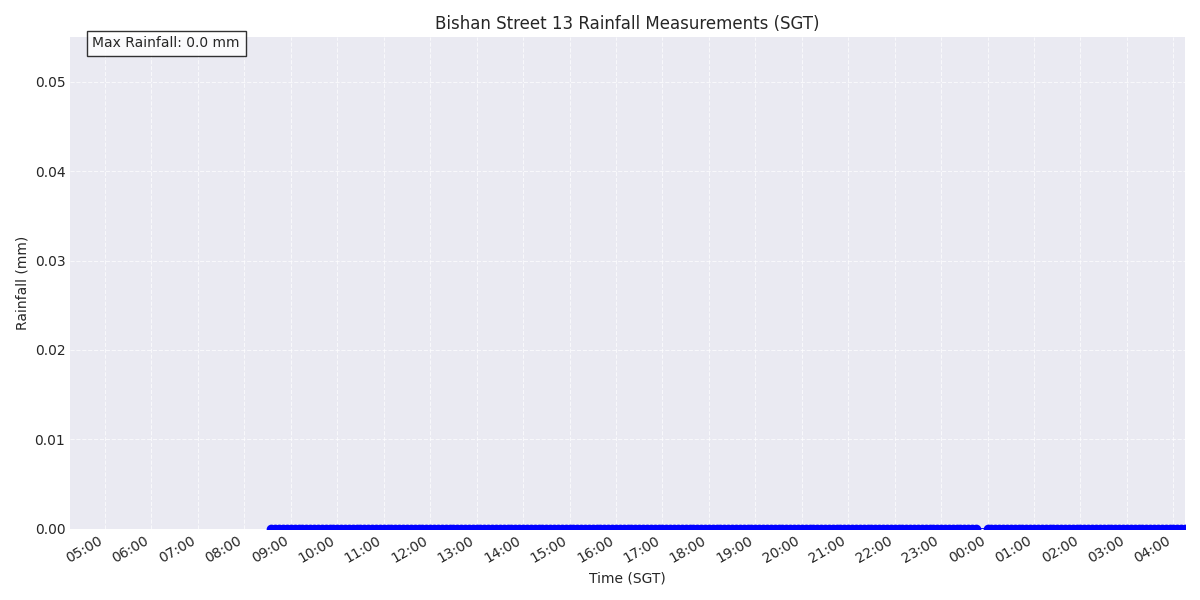 Bishan Street 13 Rainfall Measurements (SGT)
Max Rainfall: 0.0 mm
0.05
0.04
0.03
0.02
0.01
0.00
Rainfall (mm)
05:00 06:00 07:00 08:00 09:00 10:00 11:00 12:00 13:00 14:00 15:00 16:00 17:00 18:00 19:00 20:00 21:00 22:00 23:00 00:00 01:00 02:00 03:00 04:00
Time (SGT)